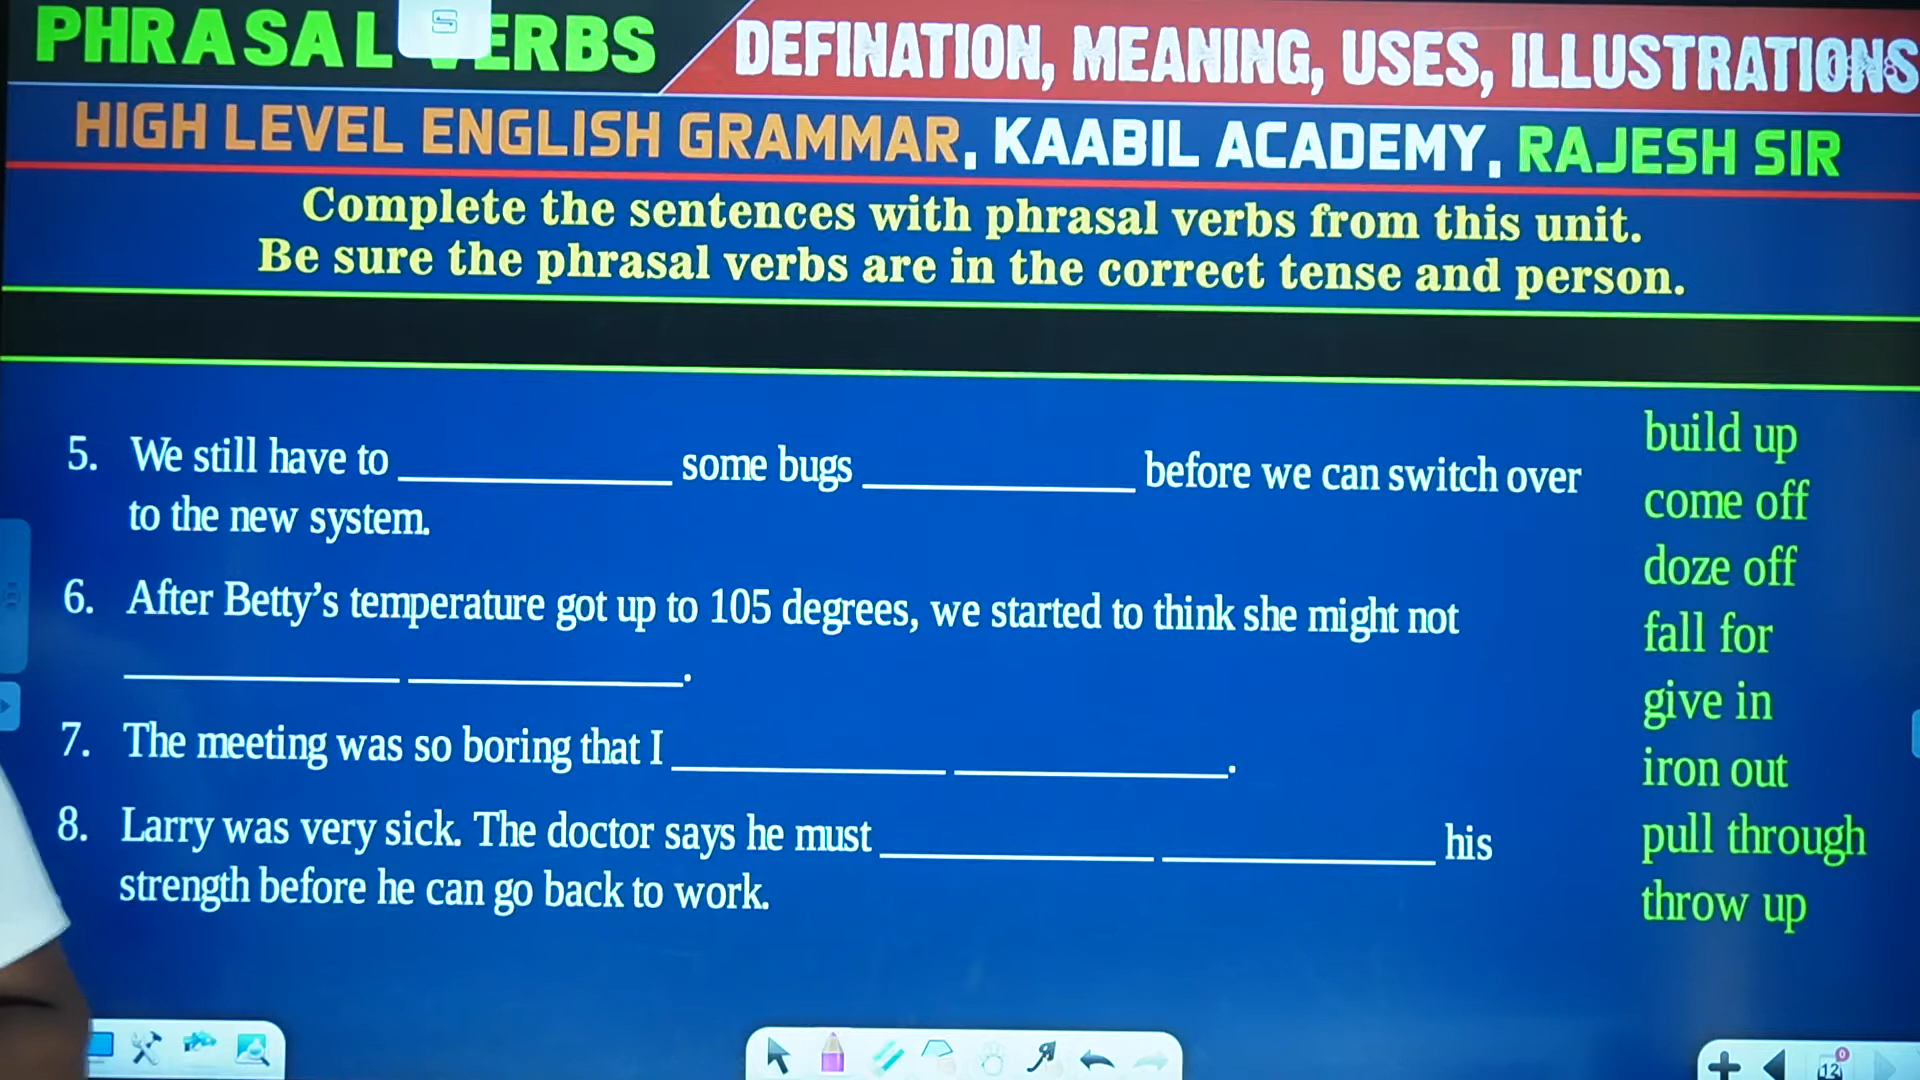 PHRASAL VERBS
DEFINATION, MEANING, USES, ILLUSTRATIONS
HIGH LEVEL ENGLISH GRAMMAR, KAABIL ACADEMY, RAJESH SIR
Complete the sentences with phrasal verbs from this unit.
Be sure the phrasal verbs are in the correct tense and person.
5. We still have to ____________ some bugs ____________ before we can switch over
to the new system.
6. After Betty’s temperature got up to 105 degrees, we started to think she might not
____________ ____________.
7. The meeting was so boring that I ____________ ____________.
8. Larry was very sick. The doctor says he must ____________ ____________ his
strength before he can go back to work.
build up
come off
doze off
fall for
give in
iron out
pull through
throw up
12
0